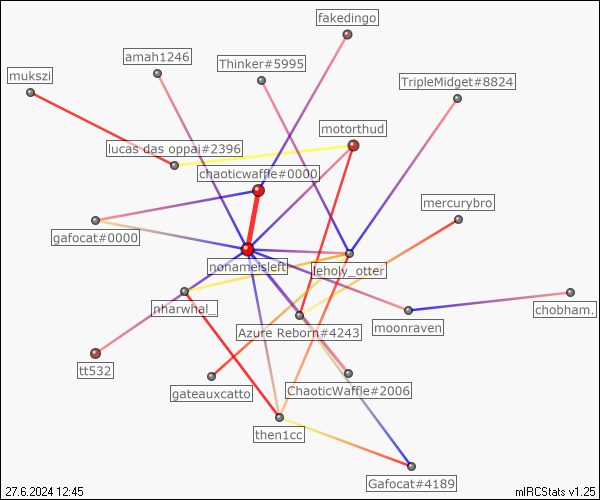 fakedingo
amah1246
Thinker#5995
mukszi
TripleMidget#8824
motorthud
lucas das oppai#2396
chaoticwaffle#0000
mercurybro
gafocat#0000
nonameisleft
leholy_otter
nharwhal_
moonraven
chobham.
Azure Reborn#4243
tt532
gateauxcatto
ChaoticWaffle#2006
then1cc
Gafocat#4189
27.6.2024 12:45
mIRCStats v1.25